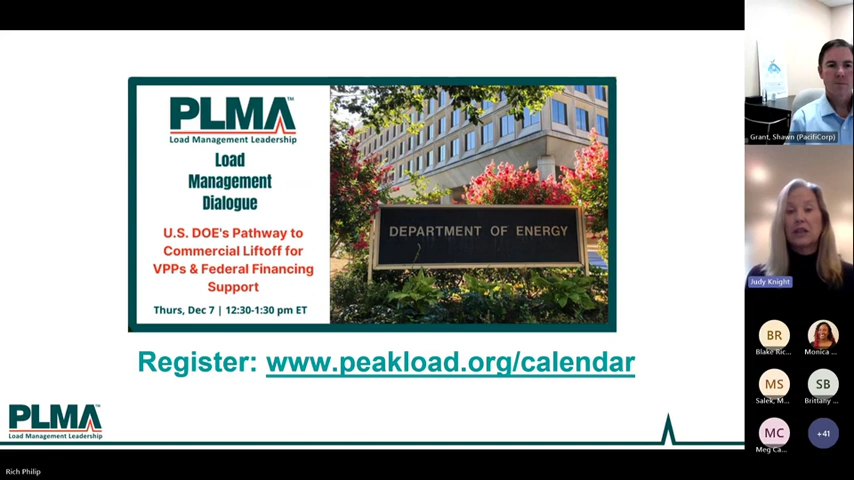 PLMA™
Load Management Leadership
Load
Management
Dialogue
U.S. DOE's Pathway to
Commercial Liftoff for
VPPs & Federal Financing
Support
Thurs, Dec 7 | 12:30-1:30 pm ET
DEPARTMENT OF ENERGY
Register: www.peakload.org/calendar
PLMA
Load Management Leadership
Rich Philip
Grant, Shawn (PacifiCorp)
Judy Knight
BR
Blake Ric...
Monica ...
MS
Salek, M...
SB
Brittany ...
MC
Meg Ca...
+41